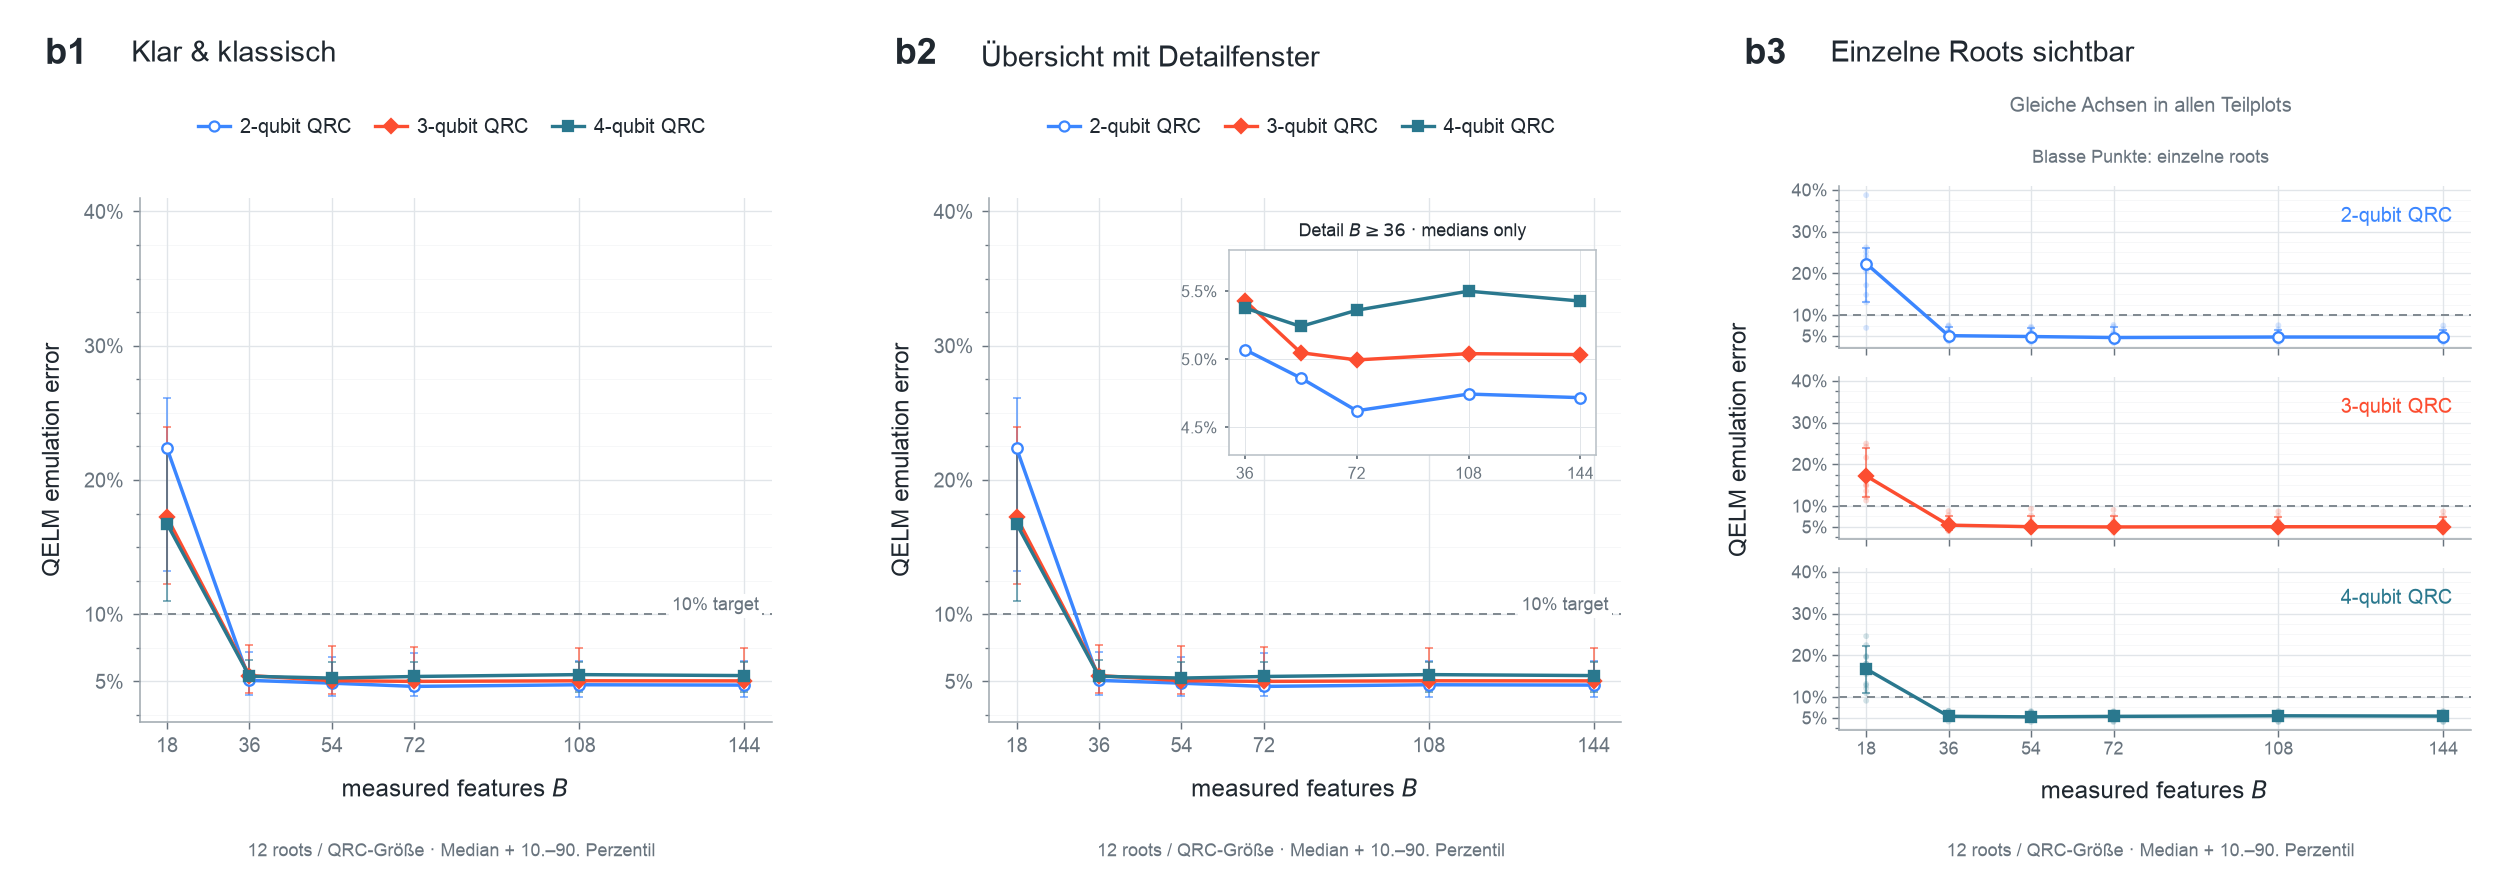 b1 Klar & klassisch
2-qubit QRC 3-qubit QRC 4-qubit QRC
QELM emulation error
40%
30%
20%
10%
5%
10% target
18 36 54 72 108 144
measured features B
12 roots / QRC-Größe · Median + 10.–90. Perzentil
b2 Übersicht mit Detailfenster
2-qubit QRC 3-qubit QRC 4-qubit QRC
QELM emulation error
40%
30%
20%
10%
5%
Detail B ≥ 36 · medians only
5.5%
5.0%
4.5%
36 72 108 144
10% target
18 36 54 72 108 144
measured features B
12 roots / QRC-Größe · Median + 10.–90. Perzentil
b3 Einzelne Roots sichtbar
Gleiche Achsen in allen Teilplots
Blasse Punkte: einzelne roots
QELM emulation error
40%
30%
20%
10%
5%
2-qubit QRC
40%
30%
20%
10%
5%
3-qubit QRC
40%
30%
20%
10%
5%
4-qubit QRC
18 36 54 72 108 144
measured features B
12 roots / QRC-Größe · Median + 10.–90. Perzentil